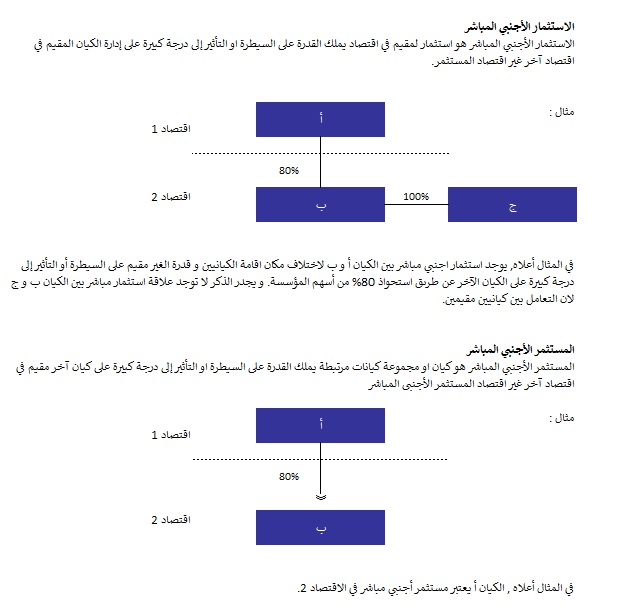 الاستثمار الأجنبي المباشر
الاستثمار الأجنبي المباشر هو استثمار لمقيم في اقتصاد يملك القدرة على السيطرة او التأثير إلى درجة كبيرة على إدارة الكيان المقيم في
اقتصاد آخر غير اقتصاد المستثمر.
مثال :
أ
اقتصاد 1
80%
اقتصاد 2
ب
100%
ج
في المثال أعلاه, يوجد استثمار اجنبي مباشر بين الكيان أ و ب لاختلاف مكان اقامة الكيانيين و قدرة الغير مقيم على السيطرة أو التأثير إلى
درجة كبيرة على الكيان الآخر عن طريق استحواذ 80% من أسهم المؤسسة. و يجدر الذكر لا توجد علاقة استثمار مباشر بين الكيان ب و ج
لان التعامل بين كيانيين مقيمين.
المستثمر الأجنبي المباشر
المستثمر الأجنبي المباشر هو كيان او مجموعة كيانات مرتبطة يملك القدرة على السيطرة او التأثير إلى درجة كبيرة على كيان آخر مقيم في
اقتصاد آخر غير اقتصاد المستثمر الأجنبي المباشر
مثال :
أ
اقتصاد 1
80%
اقتصاد 2
ب
في المثال أعلاه , الكيان أ يعتبر مستثمر أجنبي مباشر في الاقتصاد 2.